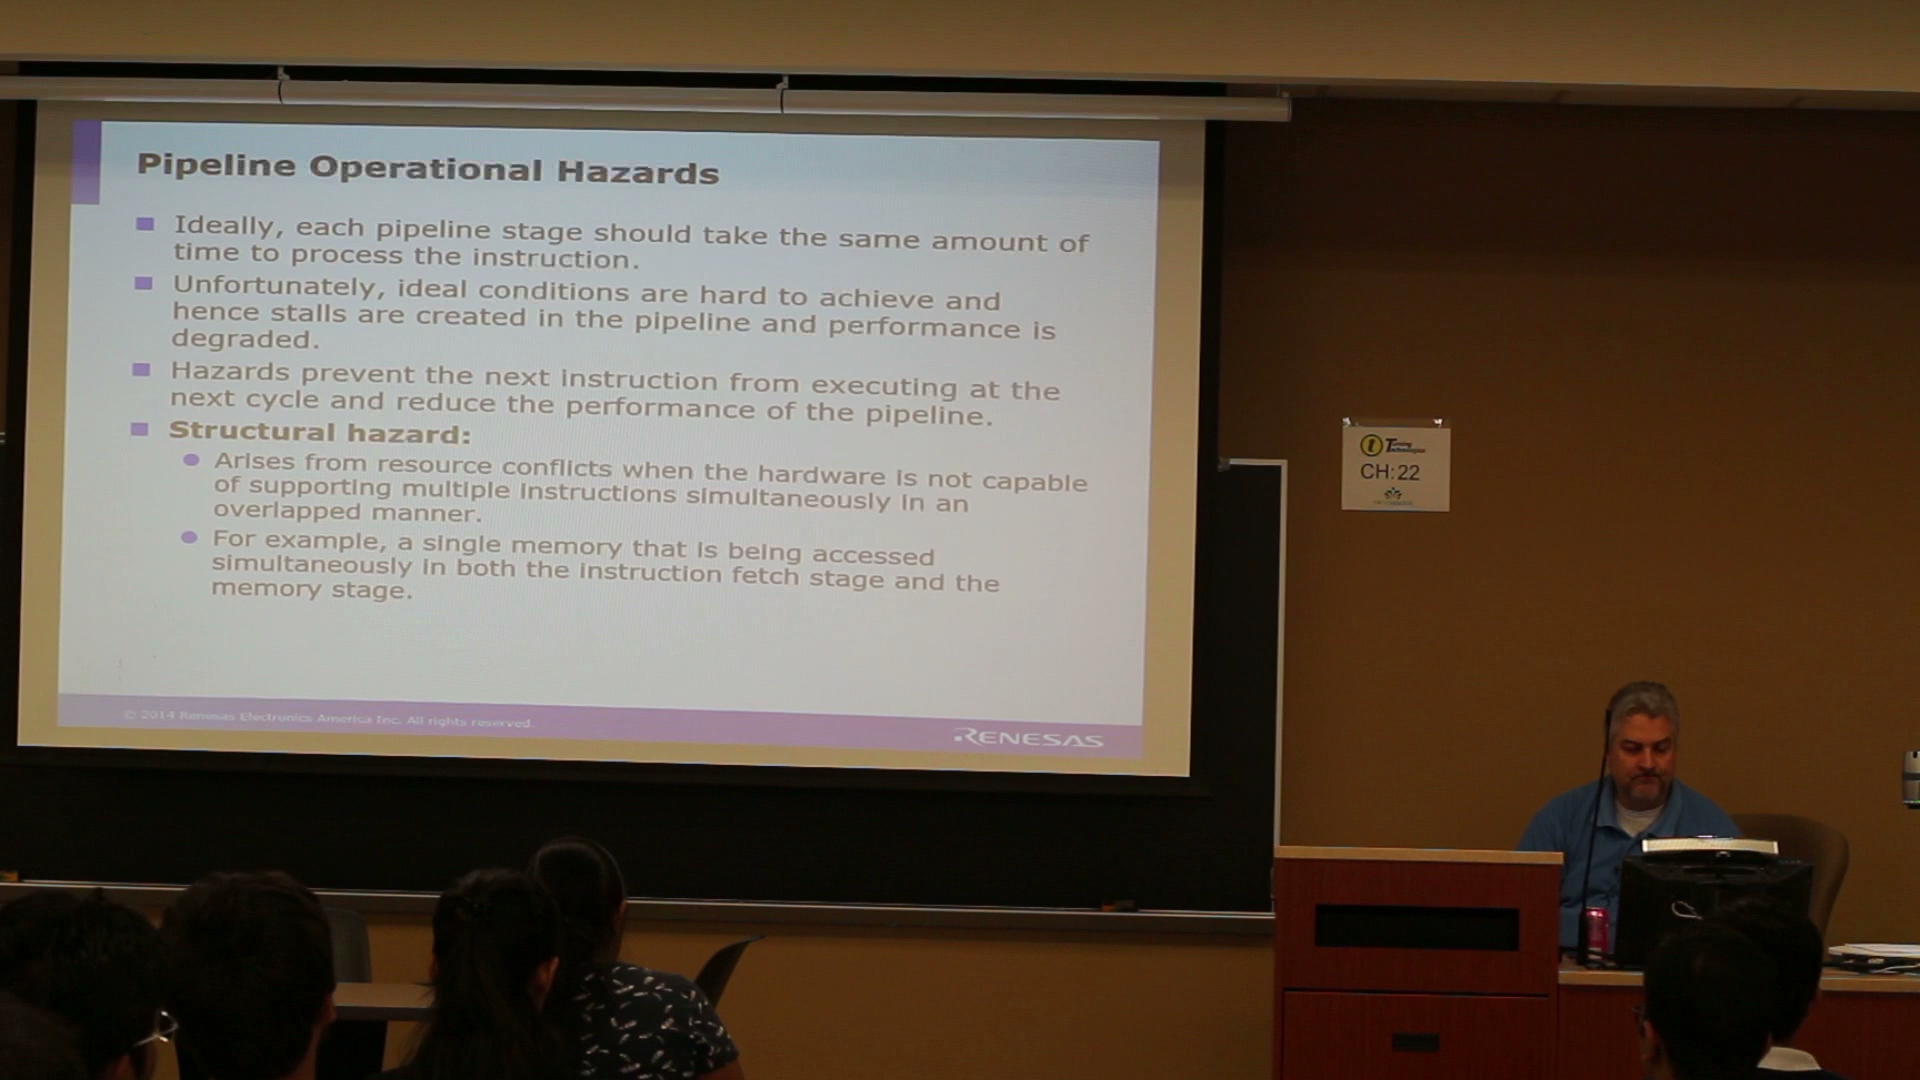 Pipeline Operational Hazards
Ideally, each pipeline stage should take the same amount of
time to process the instruction.
Unfortunately, ideal conditions are hard to achieve and
hence stalls are created in the pipeline and performance is
degraded.
Hazards prevent the next instruction from executing at the
next cycle and reduce the performance of the pipeline.
Structural hazard:
Arises from resource conflicts when the hardware is not capable
of supporting multiple instructions simultaneously in an
overlapped manner.
For example, a single memory that is being accessed
simultaneously in both the instruction fetch stage and the
memory stage.
© 2014 Renesas Electronics America Inc. All rights reserved.
RENESAS
Turning
Technologies
CH:22